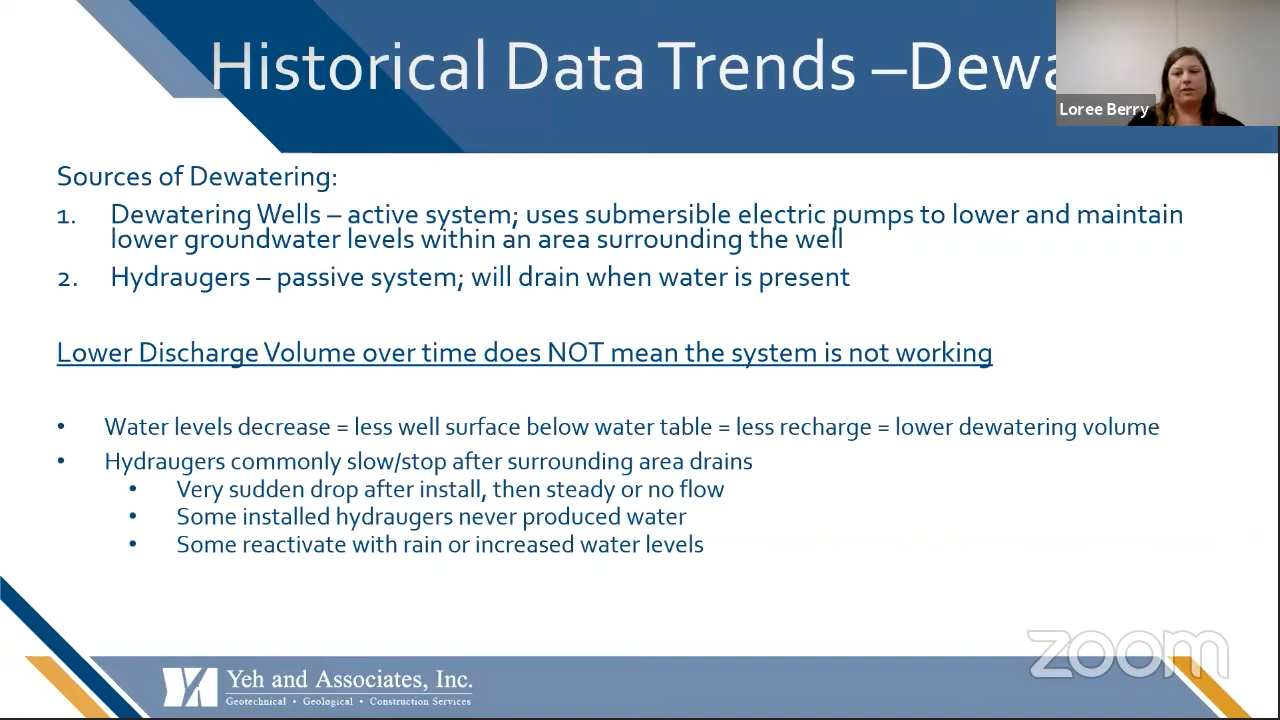 Historical Data Trends –Dewa
Loree Berry
Sources of Dewatering:
1. Dewatering Wells – active system; uses submersible electric pumps to lower and maintain
lower groundwater levels within an area surrounding the well
2. Hydraugers – passive system; will drain when water is present
Lower Discharge Volume over time does NOT mean the system is not working
• Water levels decrease = less well surface below water table = less recharge = lower dewatering volume
• Hydraugers commonly slow/stop after surrounding area drains
• Very sudden drop after install, then steady or no flow
• Some installed hydraugers never produced water
• Some reactivate with rain or increased water levels
zoom
Yeh and Associates, Inc.
Geotechnical • Geological • Construction Services